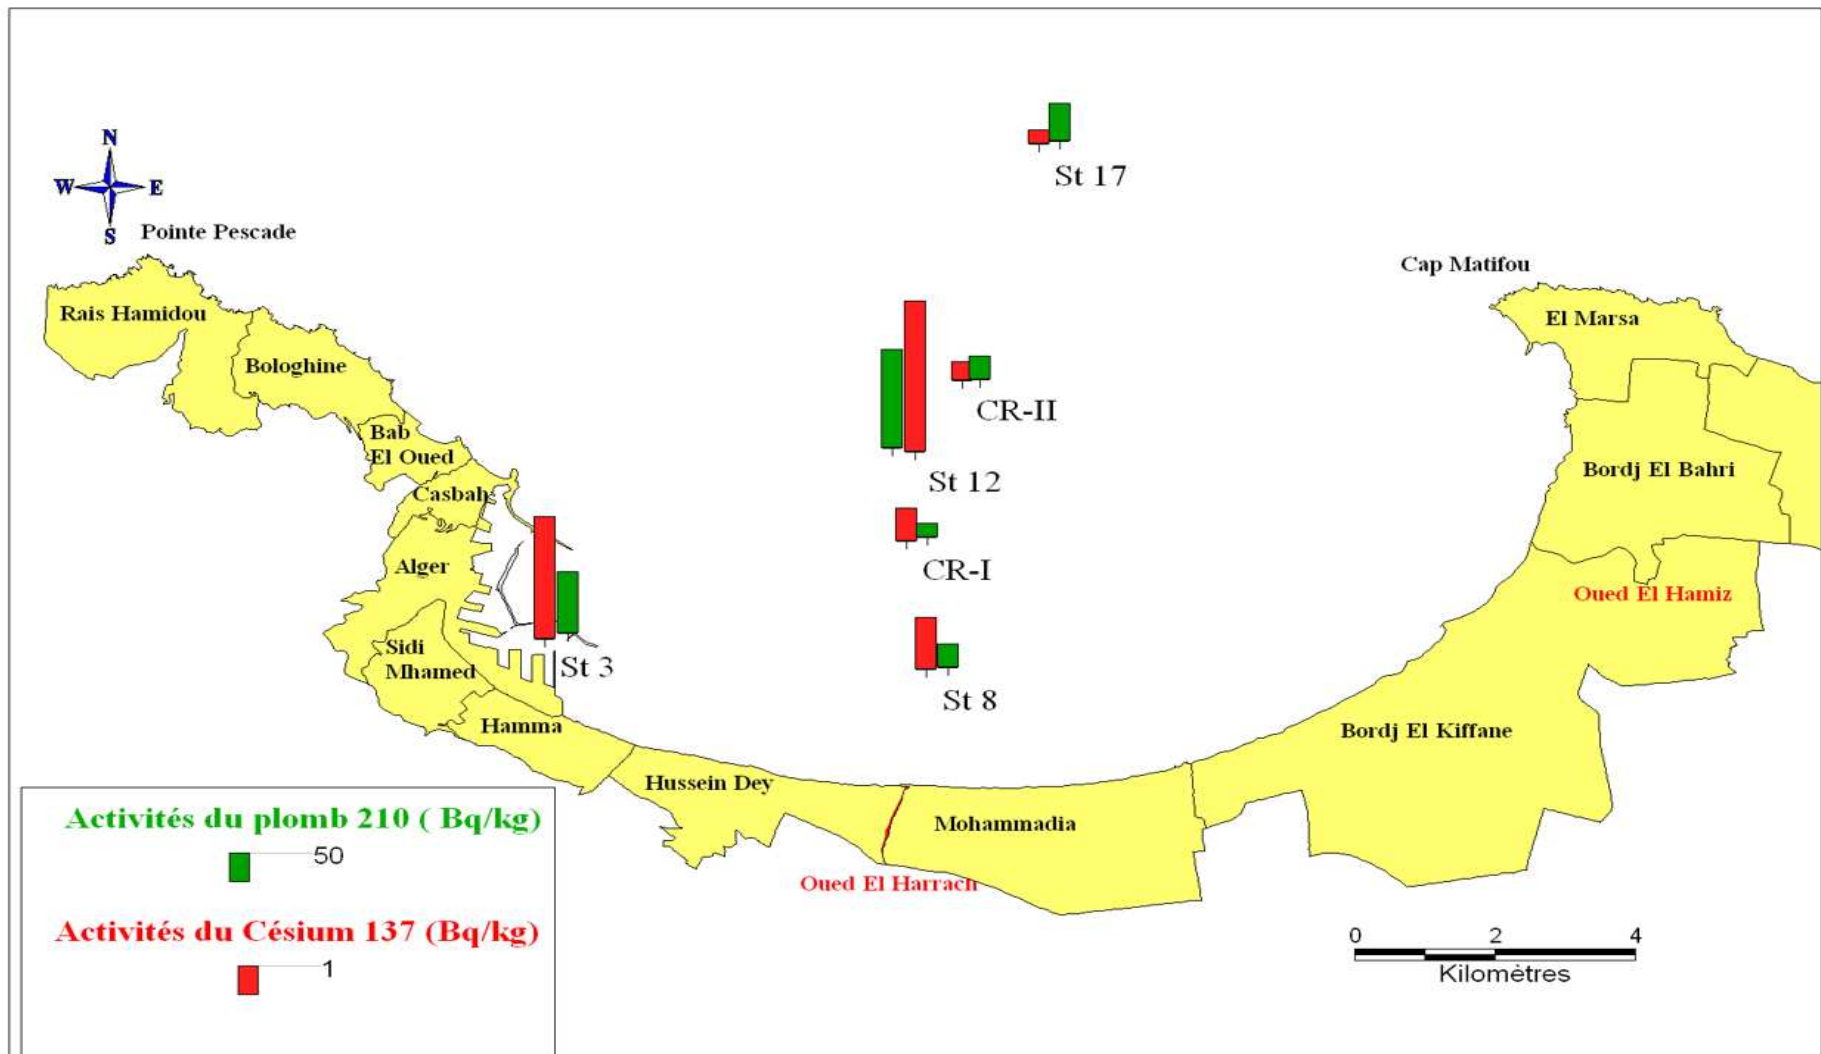 N
W E
S
Pointe Pescade
St 17
Cap Matifou
Rais Hamidou
El Marsa
Bologhine
CR-II
Bab
El Oued
Bordj El Bahri
St 12
Casbah
Alger
CR-I
Oued El Hamiz
Sidi
Mhamed
St 3
St 8
Hamma
Bordj El Kiffane
Hussein Dey
Mohammadia
Oued El Harrach
Activités du plomb 210 ( Bq/kg)
50
Activités du Césium 137 (Bq/kg)
1
0 2 4
Kilomètres